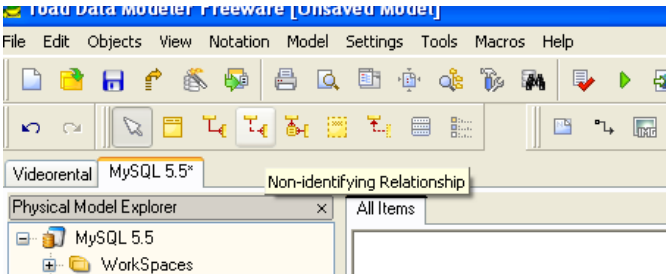 Toad Data Modeler Freeware [Unsaved Model]
File Edit Objects View Notation Model Settings Tools Macros Help
IMG
Videorental MySQL 5.5*
Non-identifying Relationship
Physical Model Explorer × All Items
MySQL 5.5
WorkSpaces